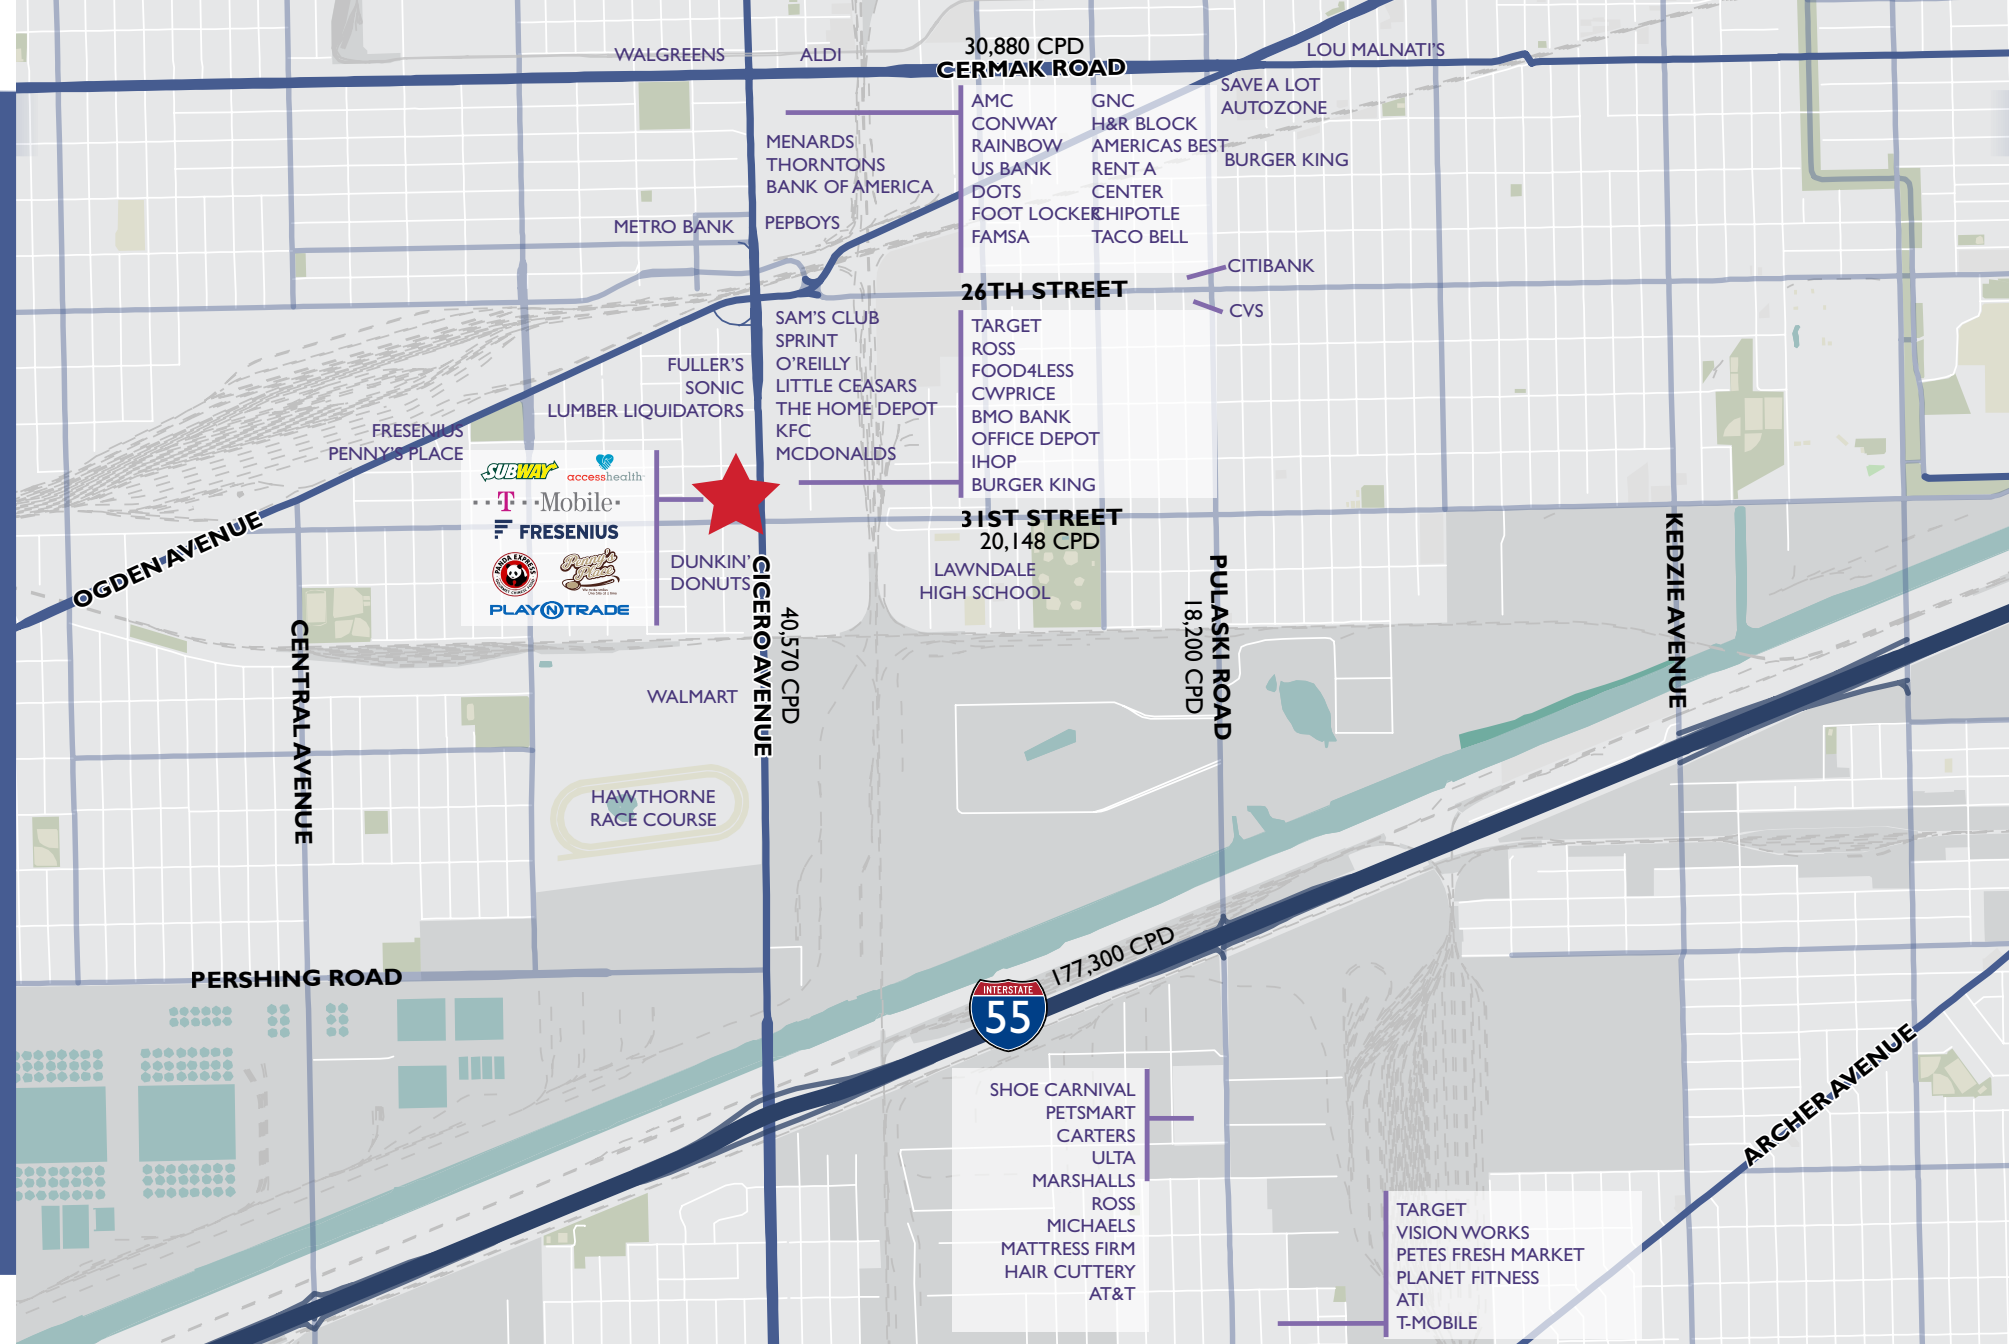 WALGREENS
ALDI
30,880 CPD
CERMAK ROAD
LOU MALNATI'S
SAVE A LOT
AUTOZONE
BURGER KING
AMC
CONWAY
RAINBOW
US BANK
DOTS
FOOT LOCKER
FAMSA
GNC
H&R BLOCK
AMERICAS BEST
RENT A
CENTER
CHIPOTLE
TACO BELL
MENARDS
THORNTONS
BANK OF AMERICA
METRO BANK
PEPBOYS
CITIBANK
26TH STREET
CVS
SAM'S CLUB
SPRINT
O'REILLY
LITTLE CEASARS
THE HOME DEPOT
KFC
MCDONALDS
FULLER'S
SONIC
LUMBER LIQUIDATORS
TARGET
ROSS
FOOD4LESS
CWPRICE
BMO BANK
OFFICE DEPOT
IHOP
BURGER KING
FRESENIUS
PENNY'S PLACE
SUBWAY
accesshealth
T Mobile
FRESENIUS
PANDA EXPRESS
GOURMET CHINESE FOOD
Penny's Place
PLAY N TRADE
31ST STREET
20,148 CPD
OGDEN AVENUE
DUNKIN'
DONUTS
LAWNDALE
HIGH SCHOOL
CICERO AVENUE
40,570 CPD
PULASKI ROAD
18,200 CPD
KEDZIE AVENUE
CENTRAL AVENUE
WALMART
HAWTHORNE
RACE COURSE
PERSHING ROAD
177,300 CPD
INTERSTATE
55
ARCHER AVENUE
SHOE CARNIVAL
PETSMART
CARTERS
ULTA
MARSHALLS
ROSS
MICHAELS
MATTRESS FIRM
HAIR CUTTERY
AT&T
TARGET
VISION WORKS
PETES FRESH MARKET
PLANET FITNESS
ATI
T-MOBILE